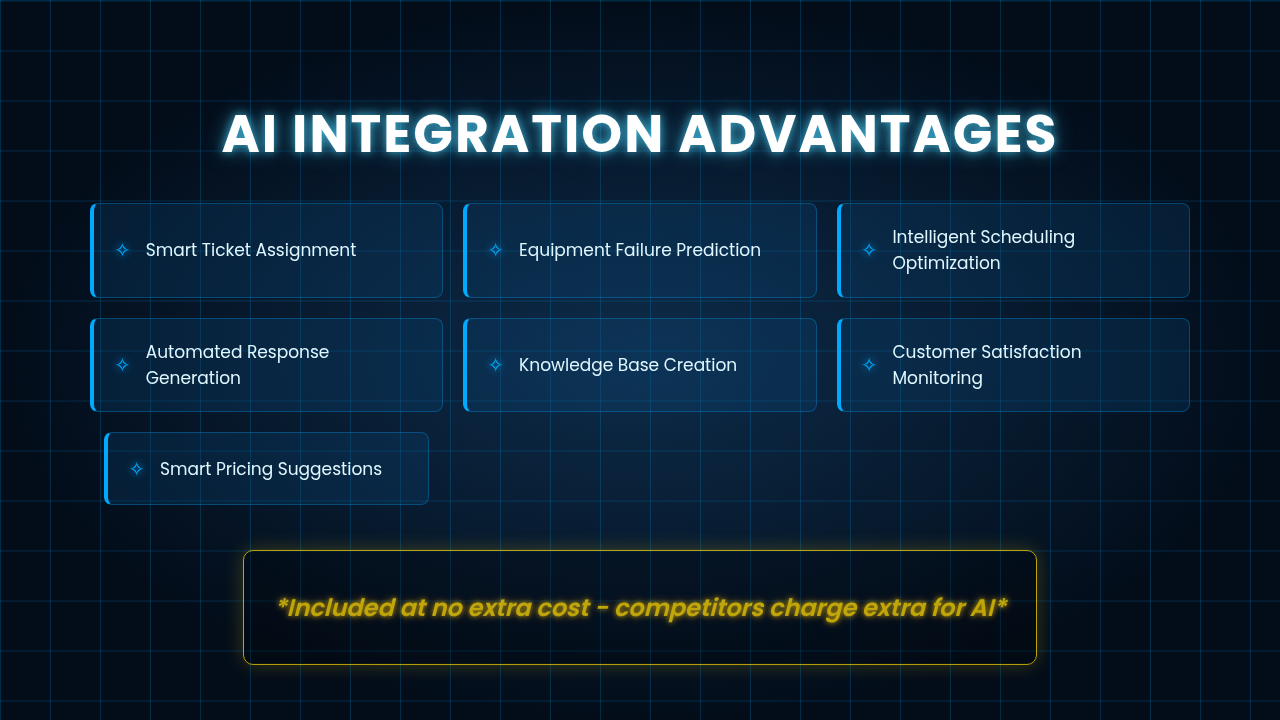 AI INTEGRATION ADVANTAGES
Smart Ticket Assignment
Equipment Failure Prediction
Intelligent Scheduling
Optimization
Automated Response
Generation
Knowledge Base Creation
Customer Satisfaction
Monitoring
Smart Pricing Suggestions
*Included at no extra cost – competitors charge extra for AI*